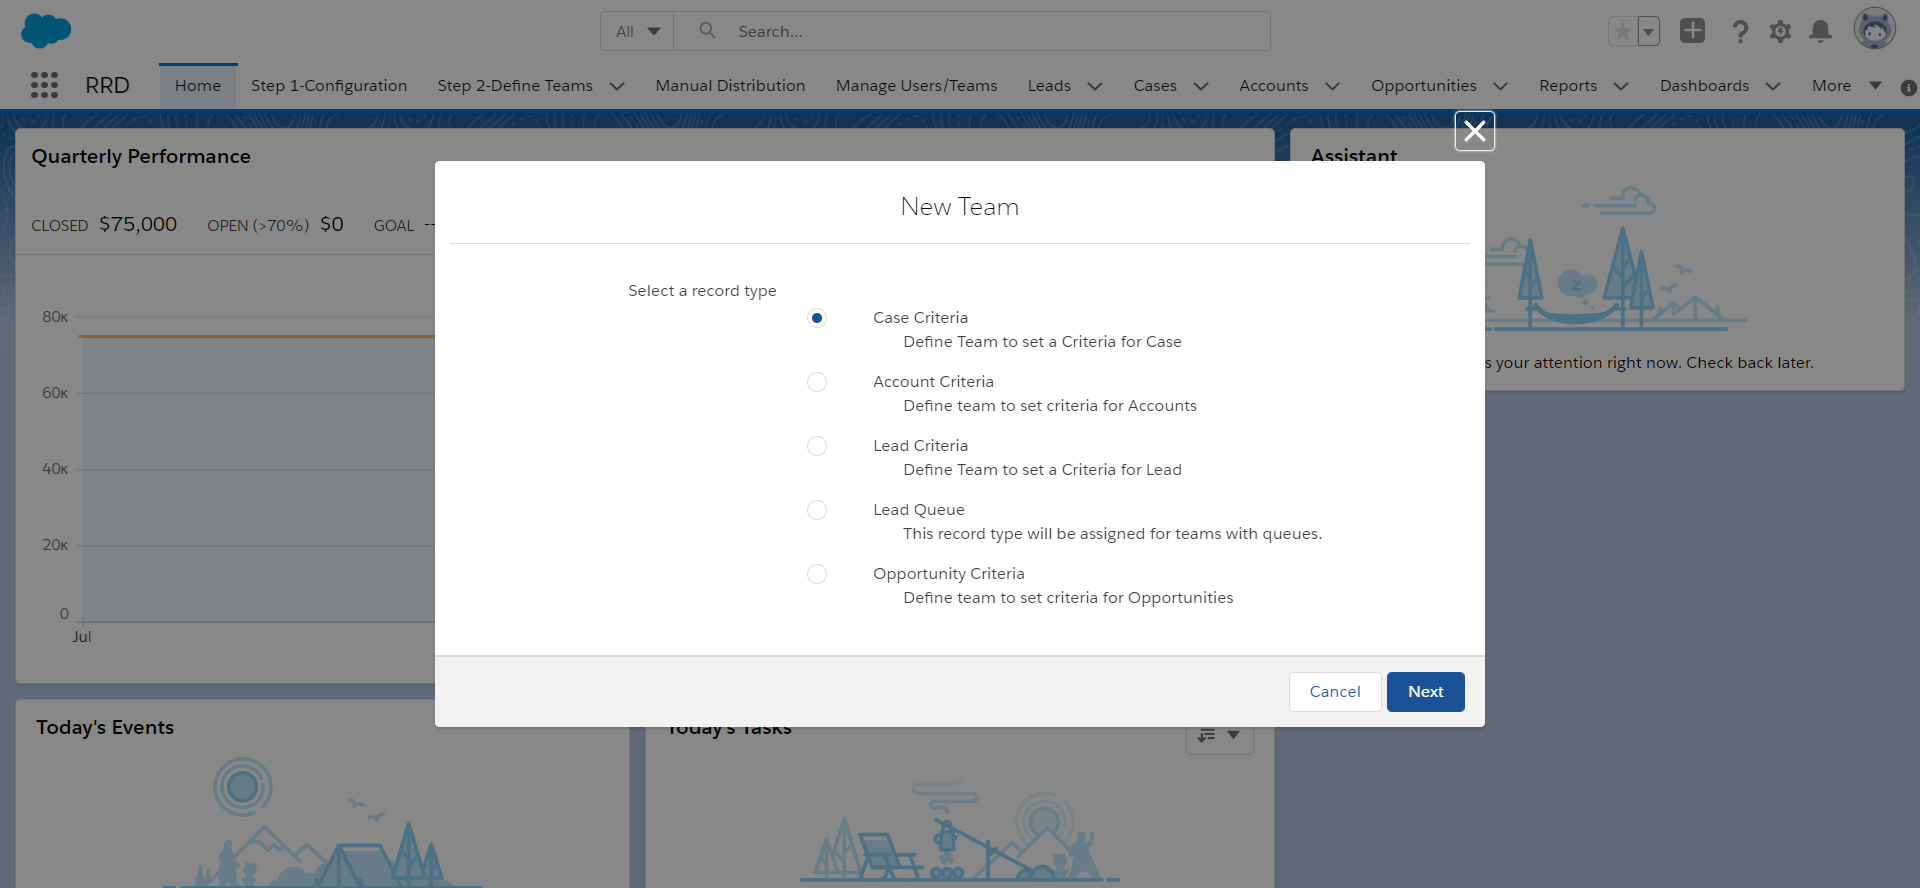 All
Search...
RRD
Home
Step 1-Configuration
Step 2-Define Teams
Manual Distribution
Manage Users/Teams
Leads
Cases
Accounts
Opportunities
Reports
Dashboards
More
Quarterly Performance
CLOSED $75,000 OPEN (>70%) $0 GOAL --
80K
60K
40K
20K
0
Jul
Assistant
z
s your attention right now. Check back later.
New Team
Select a record type
Case Criteria
Define Team to set a Criteria for Case
Account Criteria
Define team to set criteria for Accounts
Lead Criteria
Define Team to set a Criteria for Lead
Lead Queue
This record type will be assigned for teams with queues.
Opportunity Criteria
Define team to set criteria for Opportunities
Cancel
Next
Today's Events
Today's Tasks